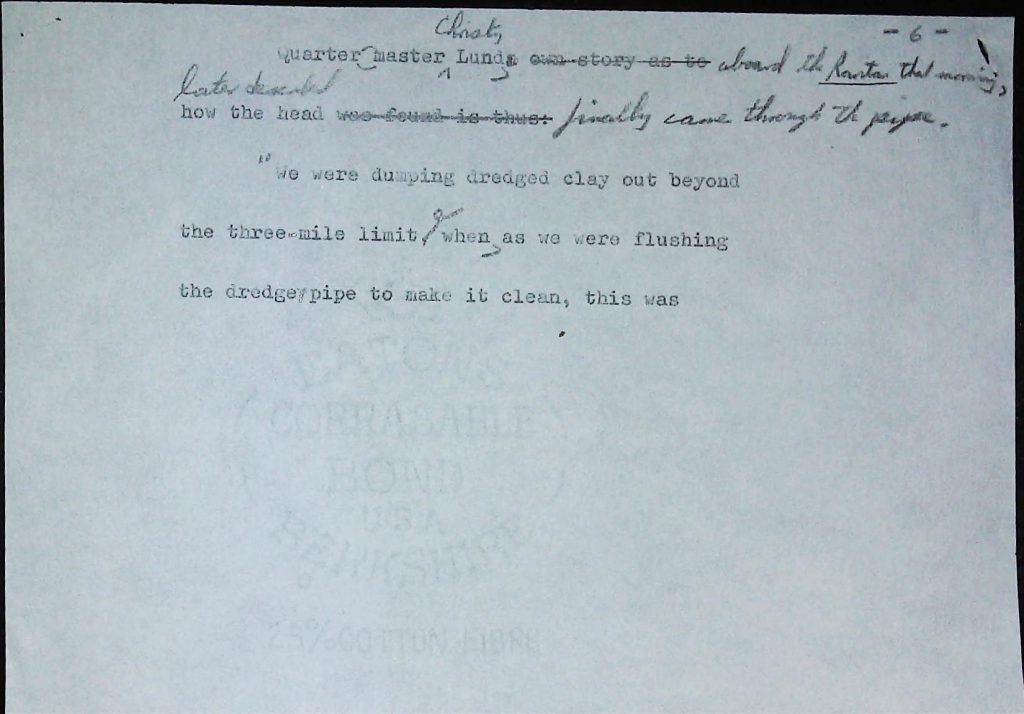 - 6 -
Christy
Quarter master Lund, own story as to aboard the Raritan that morning,
later described
how the head was found is thus: finally came through the pipe.
"We were dumping dredged clay out beyond
the three-mile limit, when, as we were flushing
the dredge pipe to make it clean, this was
EATON'S
CORRASABLE
BOND
USA
BERKSHIRE
25% COTTON FIBRE